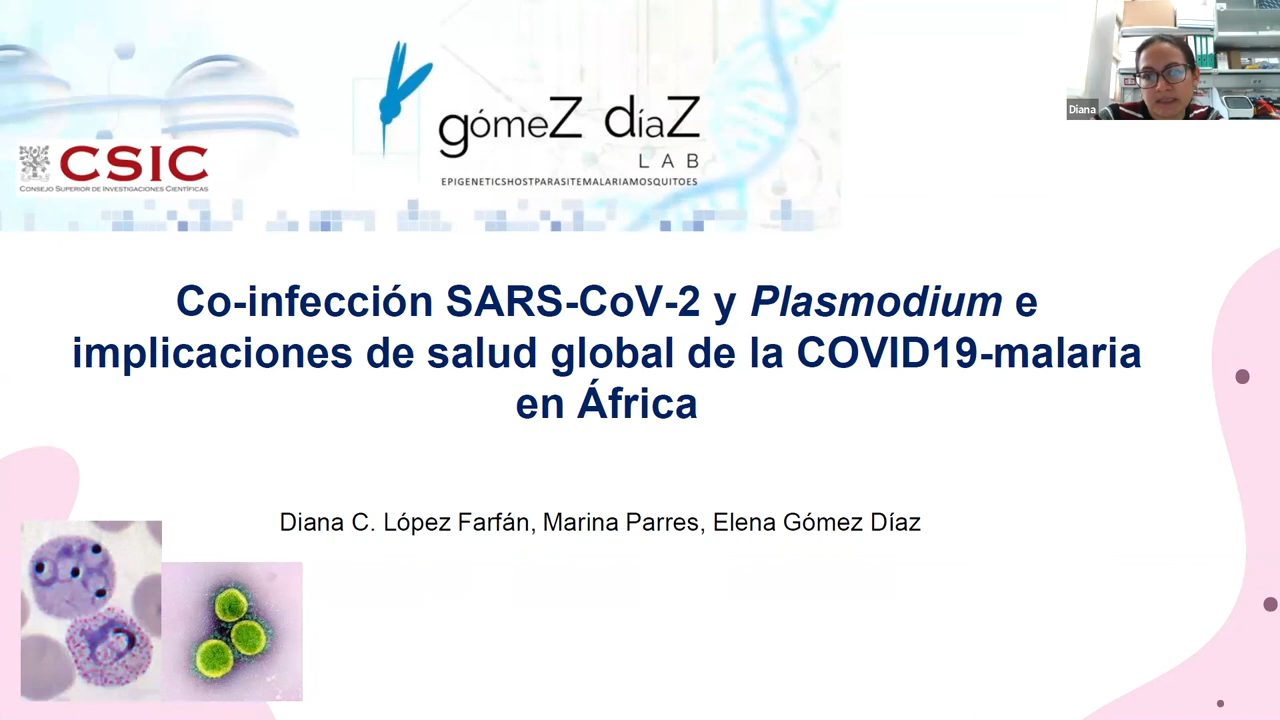 CSIC
CONSEJO SUPERIOR DE INVESTIGACIONES CIENTÍFICAS
gómeZ díaZ
LAB
EPIGENETICSHOSTPARASITEMALARIAMOSQUITOES
Diana
Co-infección SARS-CoV-2 y Plasmodium e
implicaciones de salud global de la COVID19-malaria
en África
Diana C. López Farfán, Marina Parres, Elena Gómez Díaz